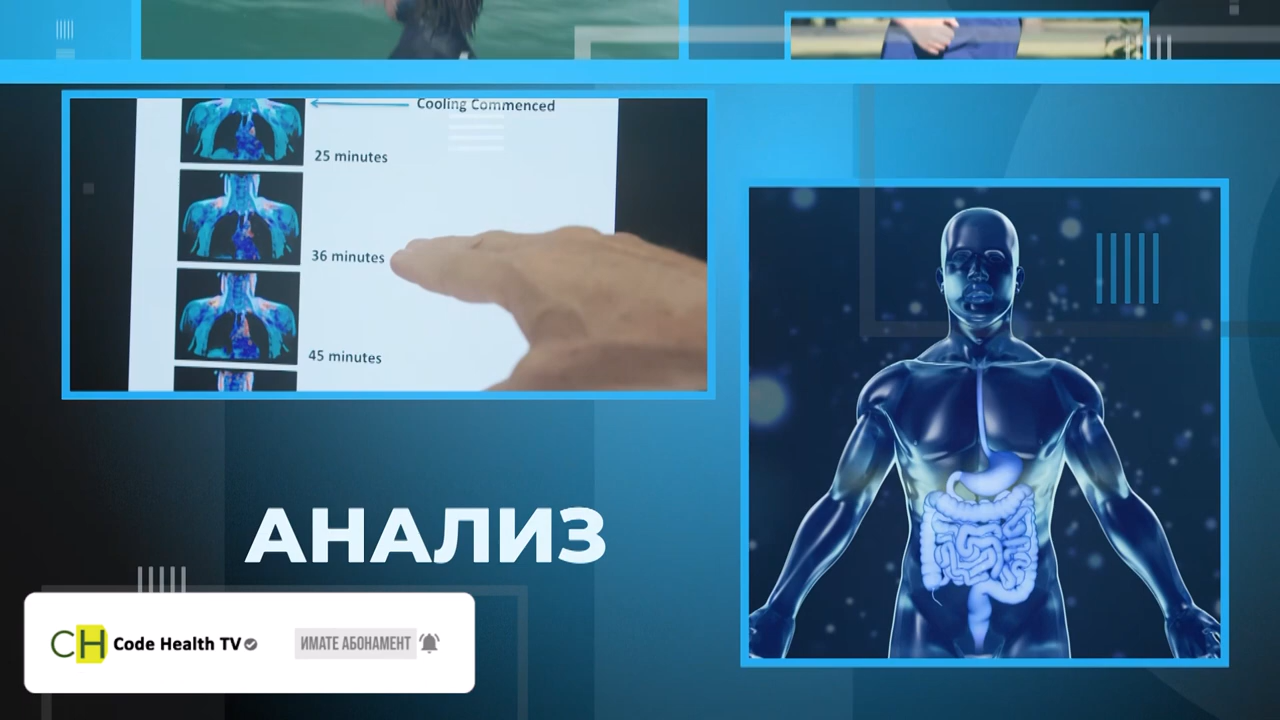 Cooling Commenced
25 minutes
36 minutes
45 minutes
АНАЛИЗ
CH Code Health TV
ИМАТЕ АБОНАМЕНТ